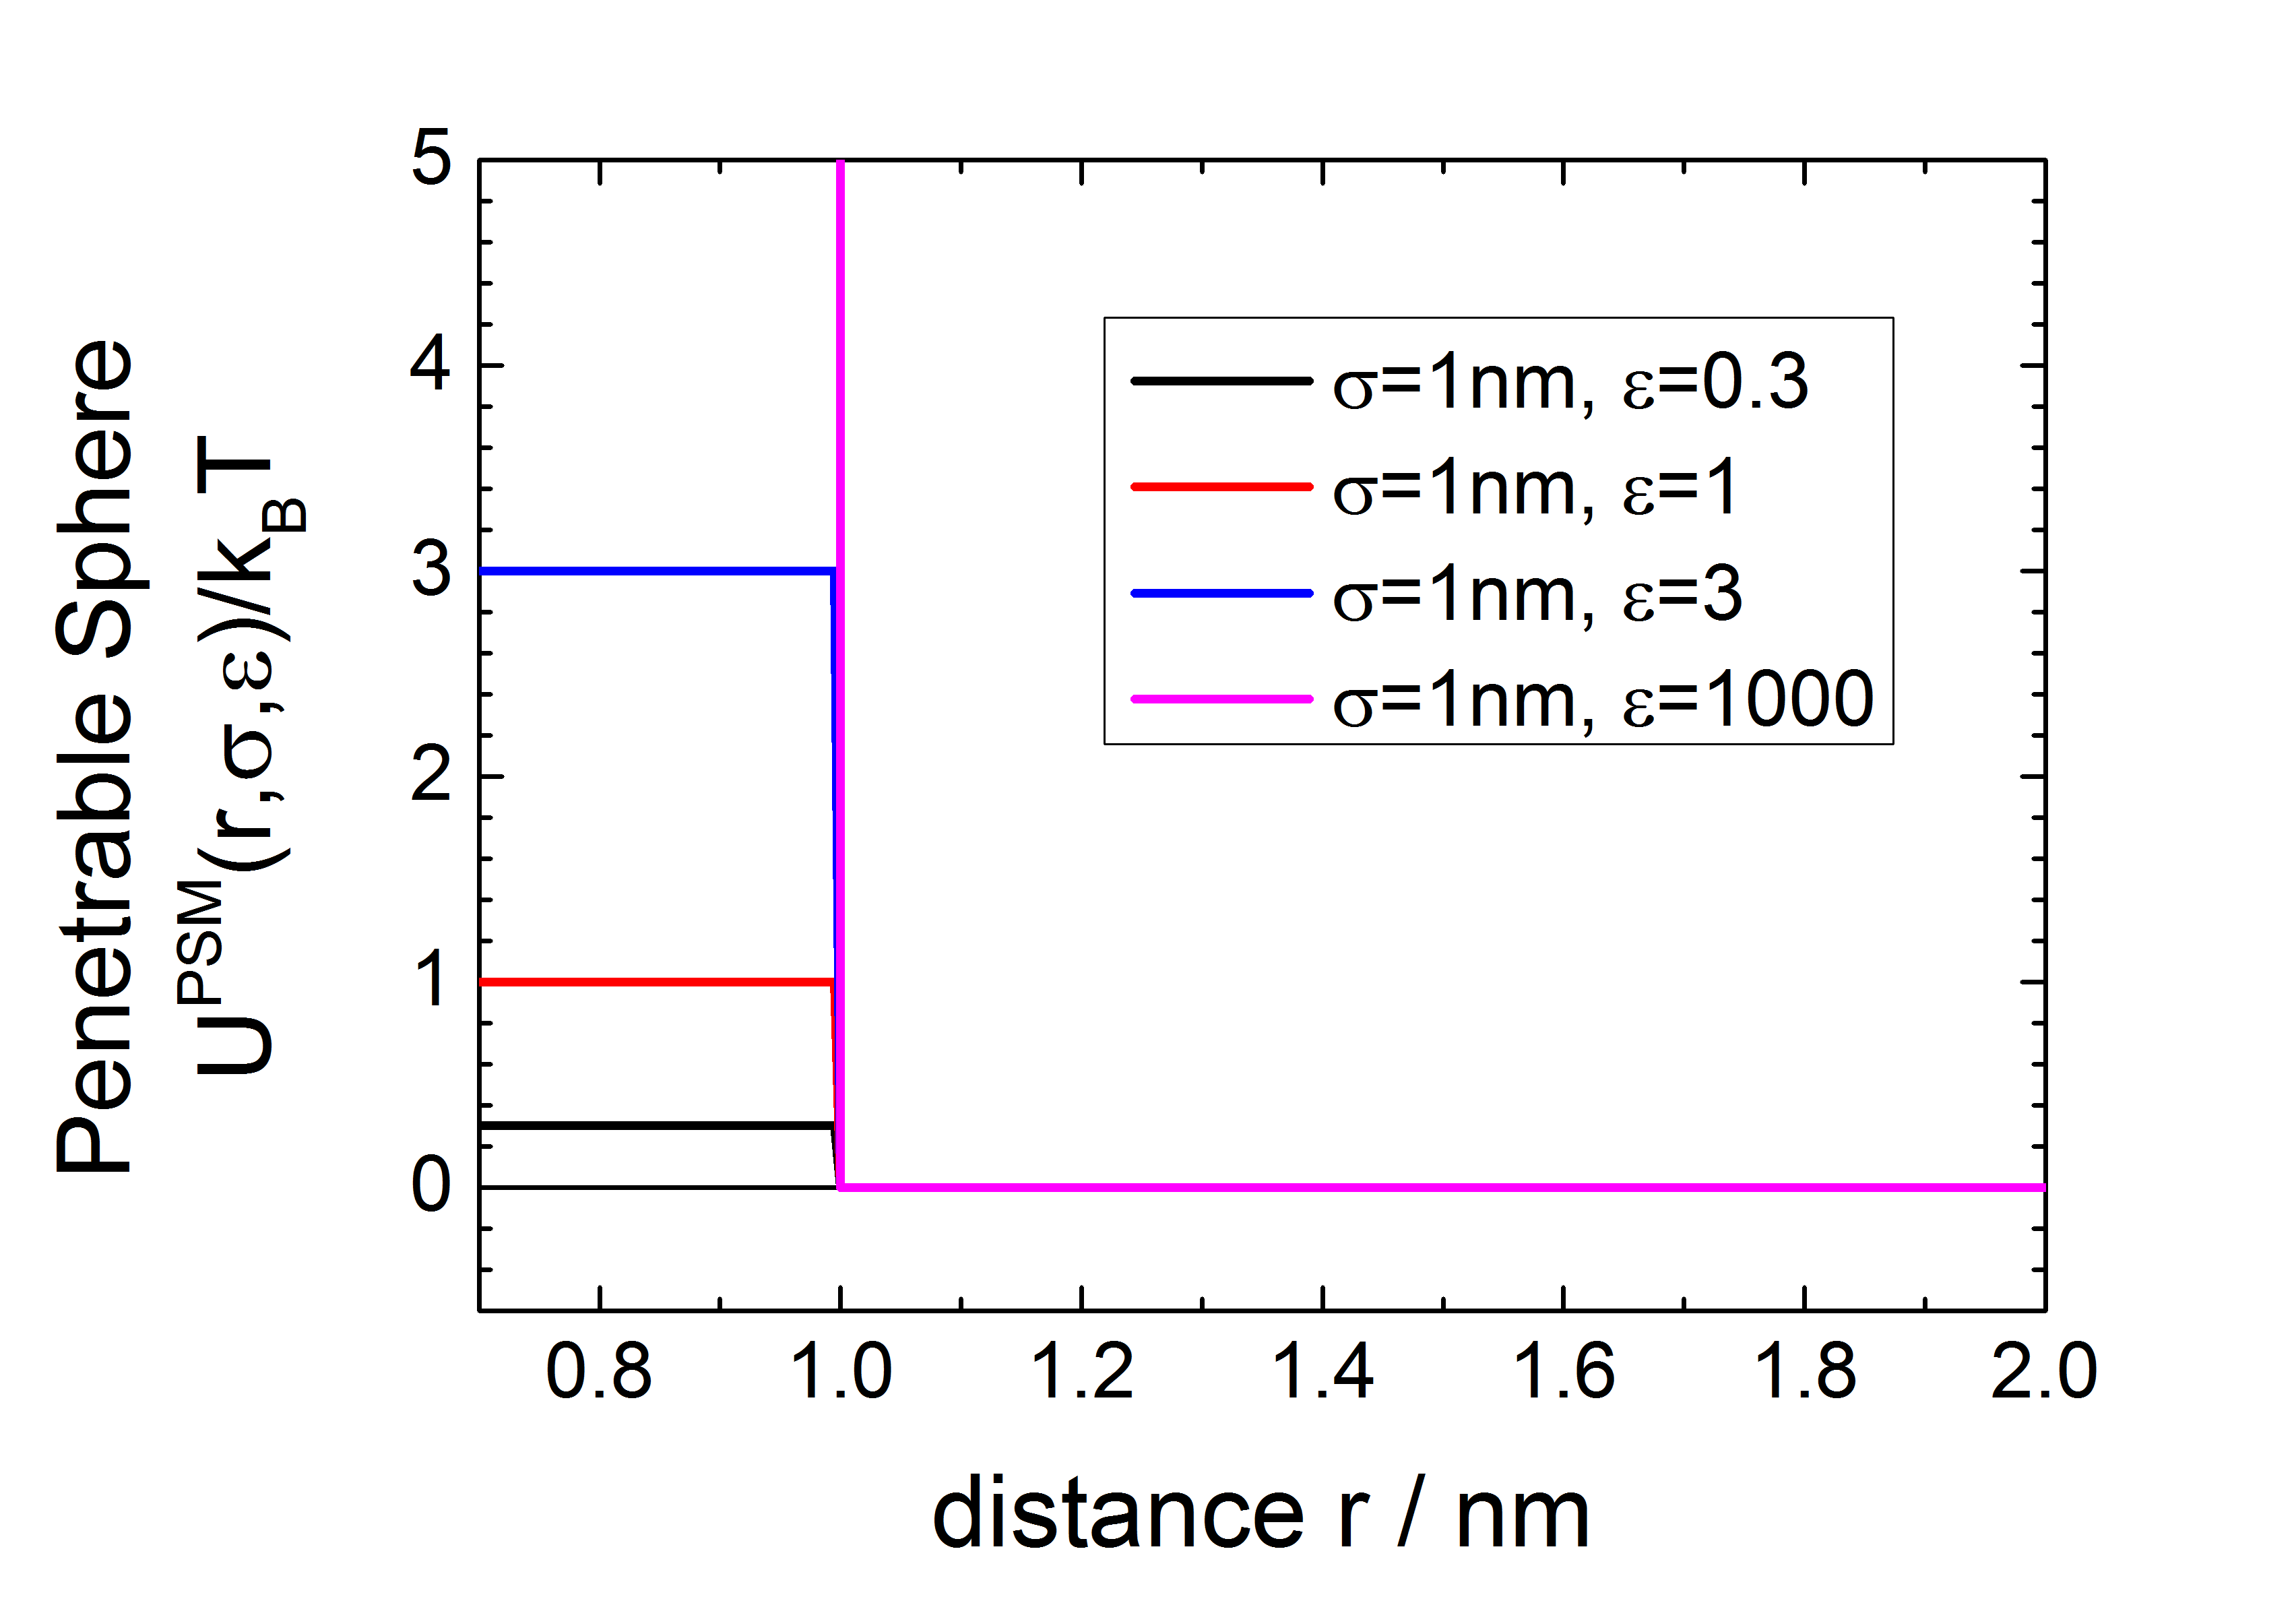 Penetrable Sphere
U^PSM(r,σ,ε)/k_BT
5
4
3
2
1
0
σ=1nm, ε=0.3
σ=1nm, ε=1
σ=1nm, ε=3
σ=1nm, ε=1000
0.8 1.0 1.2 1.4 1.6 1.8 2.0
distance r / nm